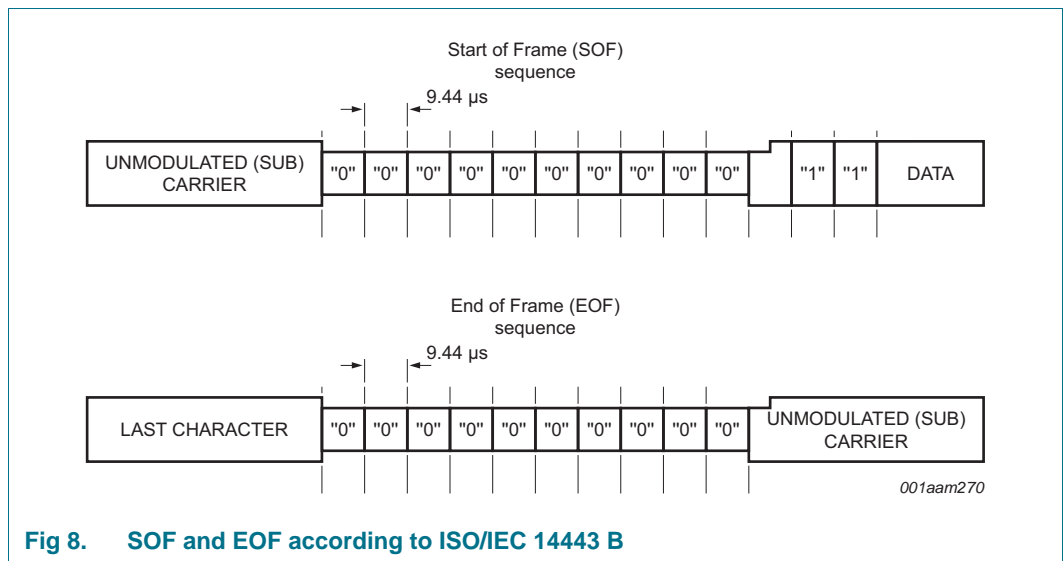 Start of Frame (SOF)
sequence
9.44 μs
UNMODULATED (SUB)
CARRIER
"0" "0" "0" "0" "0" "0" "0" "0" "0" "0" "1" "1" DATA
End of Frame (EOF)
sequence
9.44 μs
LAST CHARACTER "0" "0" "0" "0" "0" "0" "0" "0" "0" "0" UNMODULATED (SUB)
CARRIER
001aam270
Fig 8. SOF and EOF according to ISO/IEC 14443 B